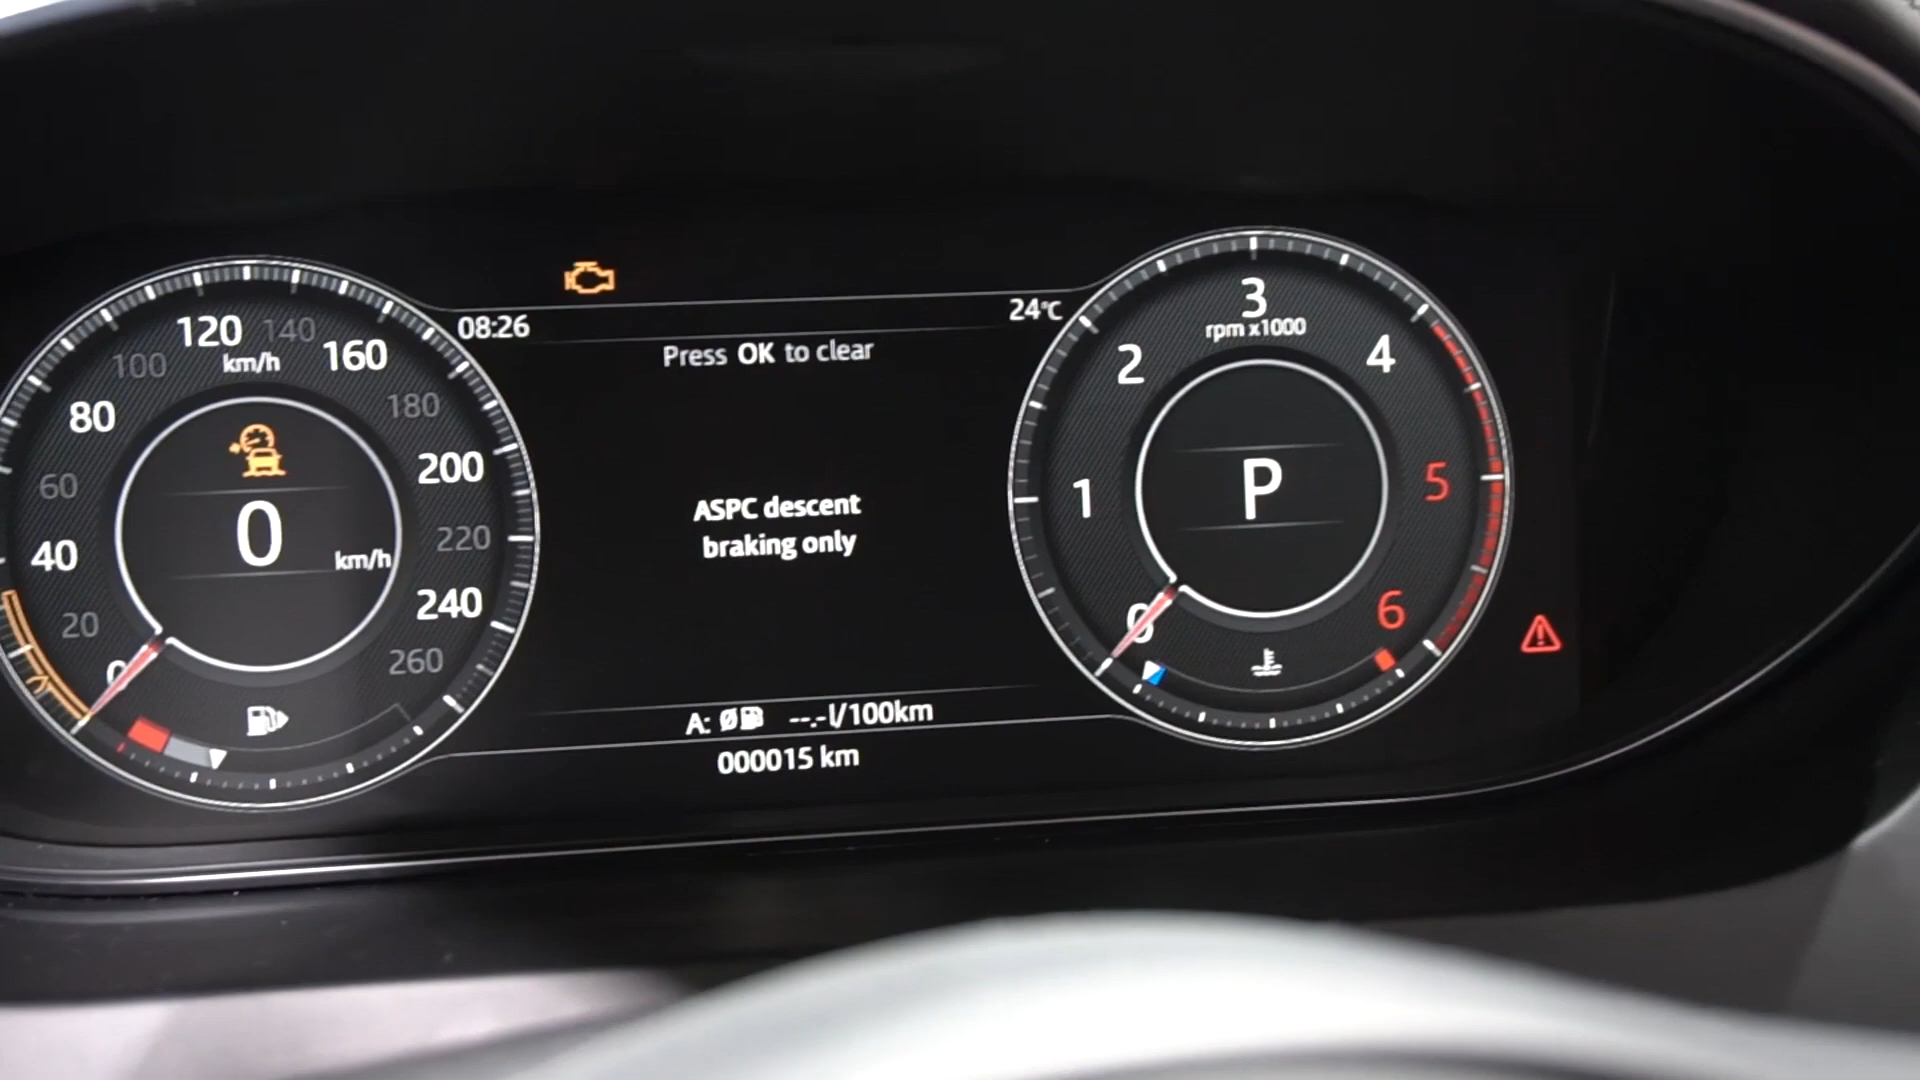 08:26
24°C
Press OK to clear
ASPC descent
braking only
A: Ø --.-l/100km
000015 km
0
20
40
60
80
100
120
140
160
180
200
220
240
260
km/h
0
km/h
0
1
2
3
4
5
6
rpm x1000
P